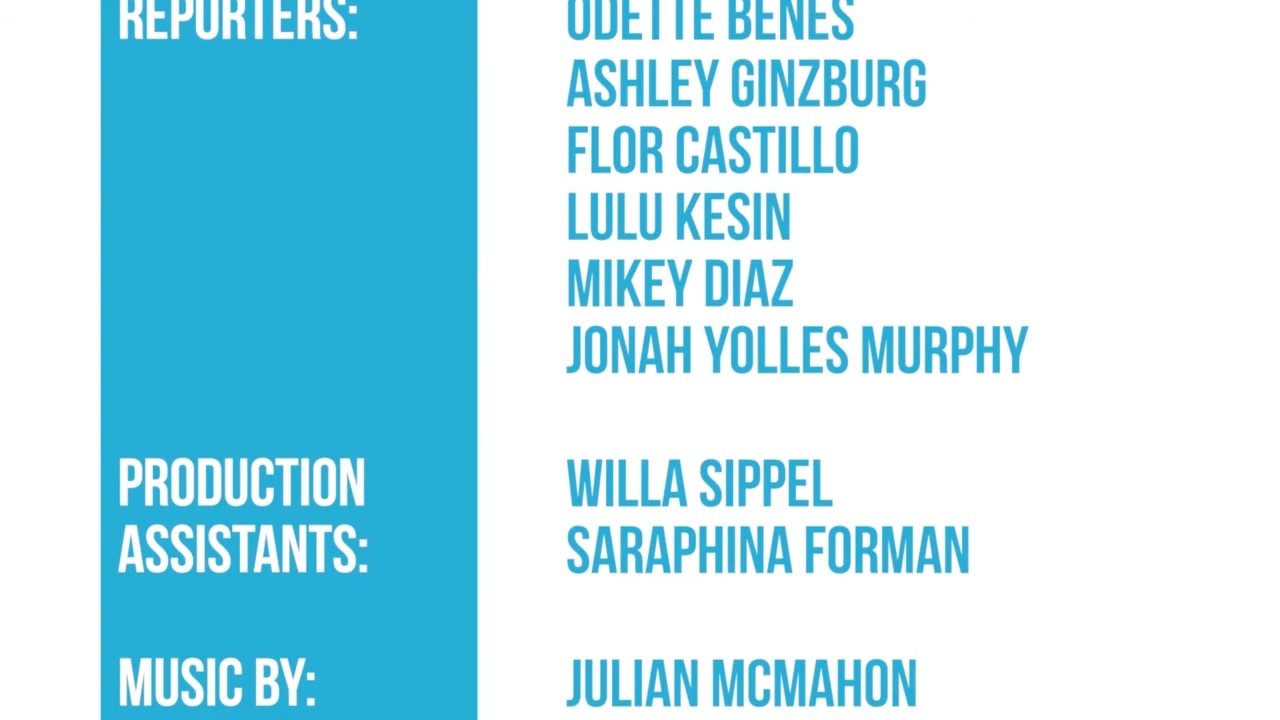 REPORTERS: ODETTE BENES
ASHLEY GINZBURG
FLOR CASTILLO
LULU KESIN
MIKEY DIAZ
JONAH YOLLES MURPHY
PRODUCTION WILLA SIPPEL
ASSISTANTS: SARAPHINA FORMAN
MUSIC BY: JULIAN MCMAHON